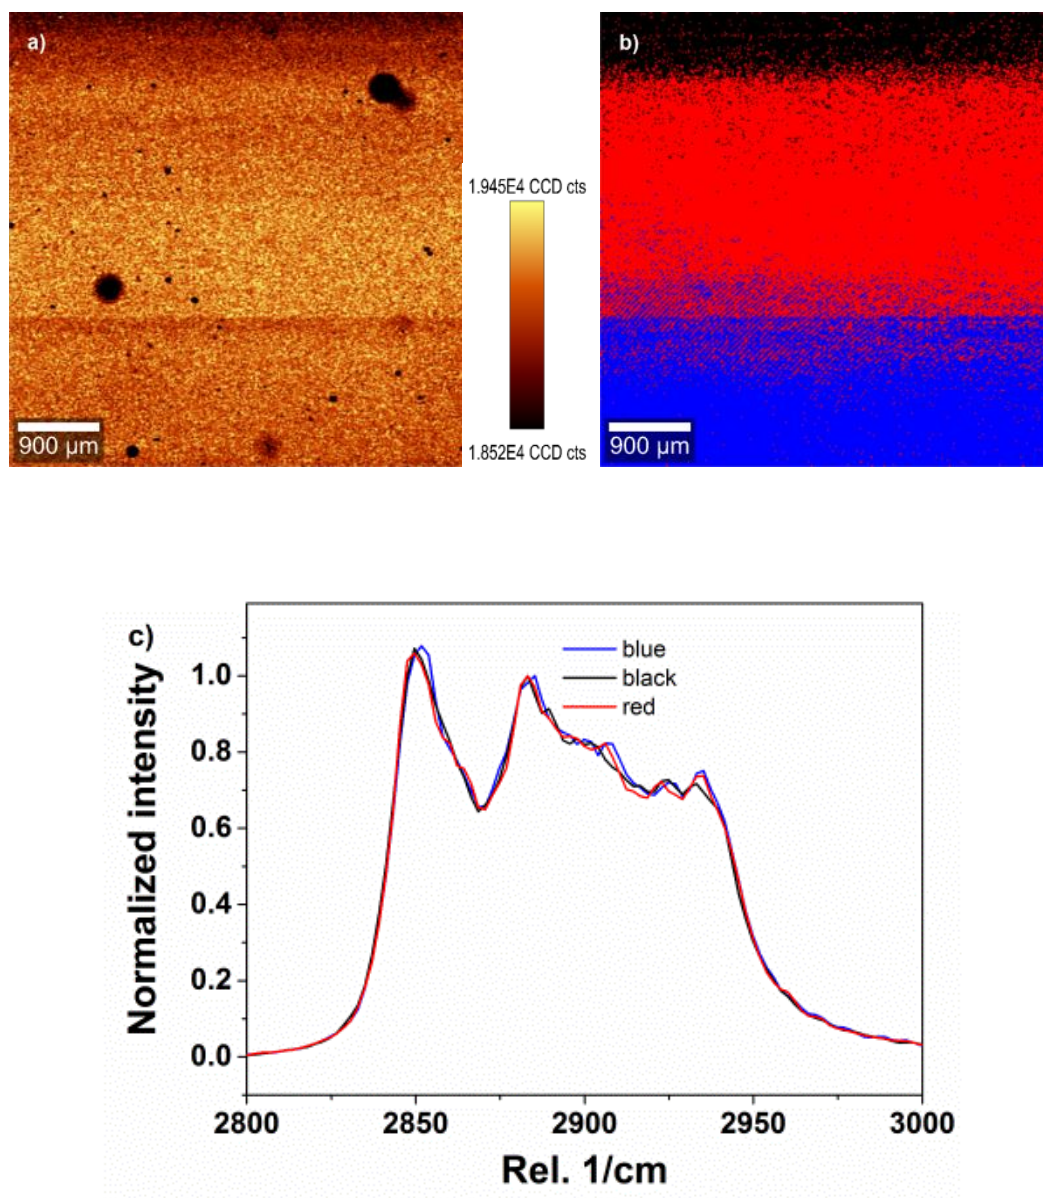 a)
b)
1.945E4 CCD cts
1.852E4 CCD cts
900 µm
900 µm
c)
blue
black
red
Normalized intensity
1.0
0.8
0.6
0.4
0.2
0.0
2800 2850 2900 2950 3000
Rel. 1/cm